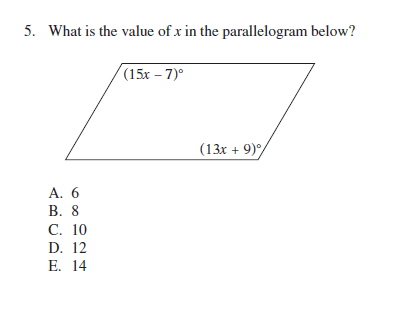 5. What is the value of x in the parallelogram below?
(15x – 7)°
(13x + 9)°
A. 6
B. 8
C. 10
D. 12
E. 14